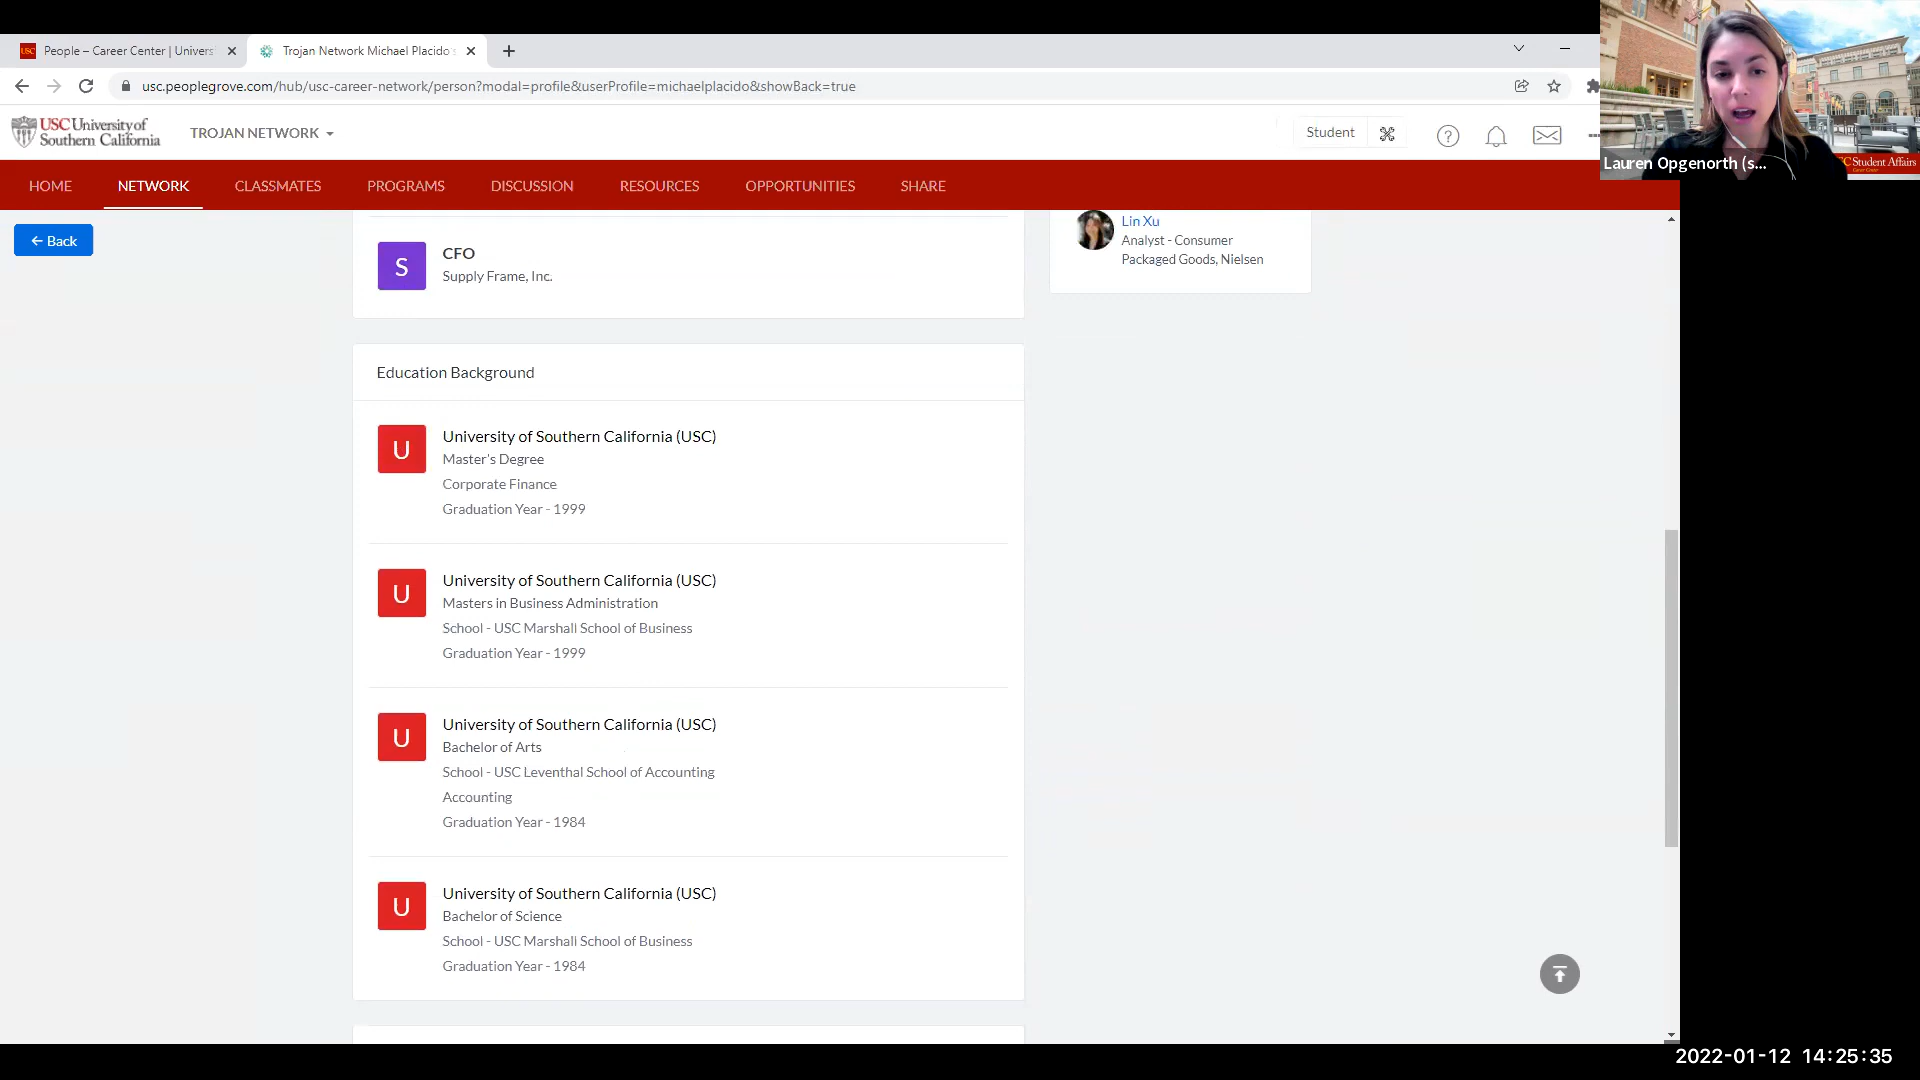 People – Career Center | Univers
Trojan Network Michael Placido's
usc.peoplegrove.com/hub/usc-career-network/person?modal=profile&userProfile=michaelplacido&showBack=true
USC University of
Southern California
TROJAN NETWORK
Student
Lauren Opgenorth (s...
SC Student Affairs
Career Center
HOME
NETWORK
CLASSMATES
PROGRAMS
DISCUSSION
RESOURCES
OPPORTUNITIES
SHARE
Back
S
CFO
Supply Frame, Inc.
Lin Xu
Analyst - Consumer
Packaged Goods, Nielsen
Education Background
U
University of Southern California (USC)
Master's Degree
Corporate Finance
Graduation Year - 1999
U
University of Southern California (USC)
Masters in Business Administration
School - USC Marshall School of Business
Graduation Year - 1999
U
University of Southern California (USC)
Bachelor of Arts
School - USC Leventhal School of Accounting
Accounting
Graduation Year - 1984
U
University of Southern California (USC)
Bachelor of Science
School - USC Marshall School of Business
Graduation Year - 1984
2022-01-12 14:25:35